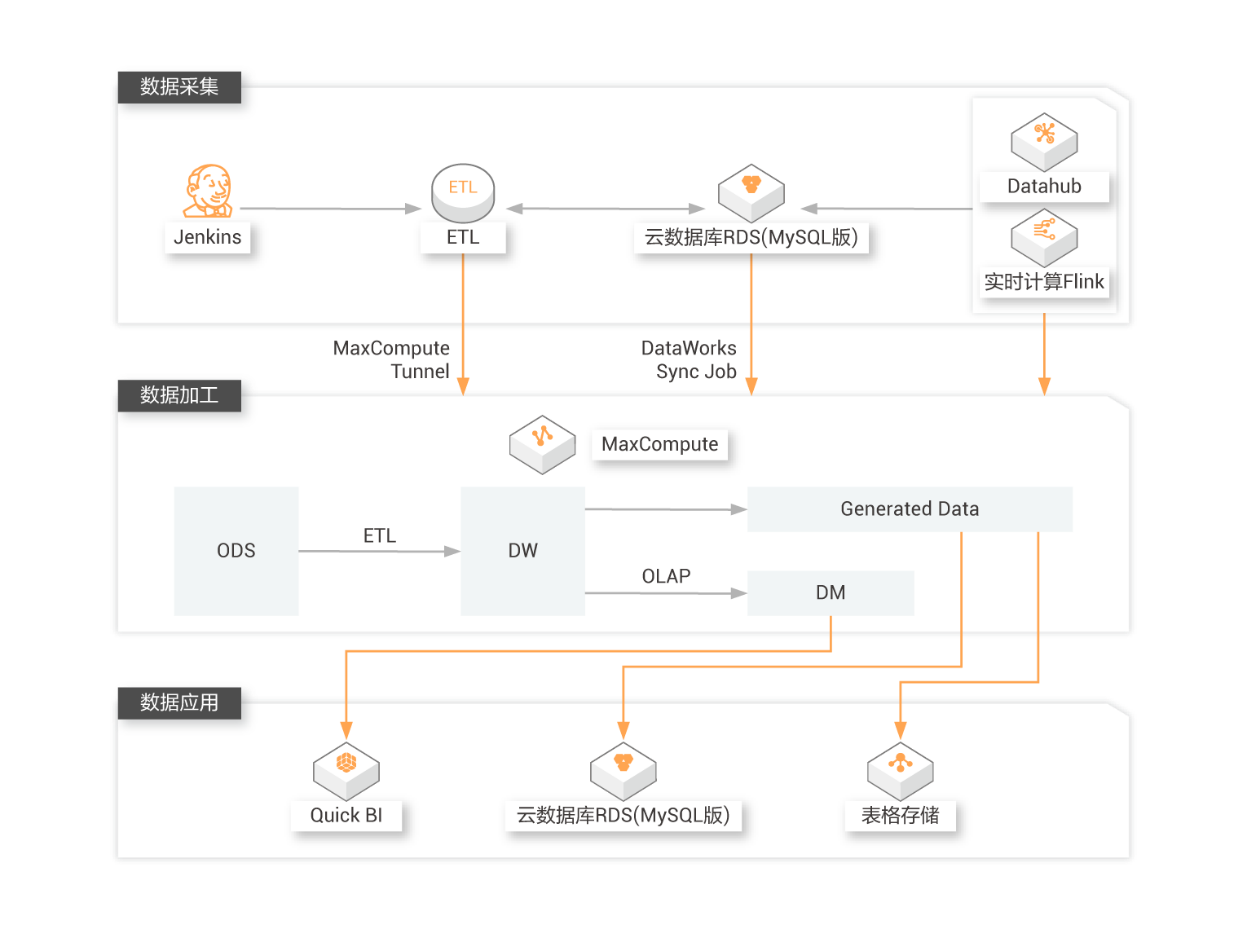 数据采集
Datahub
ETL
Jenkins
ETL
云数据库RDS(MySQL版)
实时计算Flink
MaxCompute
Tunnel
DataWorks
Sync Job
数据加工
MaxCompute
ODS
ETL
DW
Generated Data
OLAP
DM
数据应用
Quick BI
云数据库RDS(MySQL版)
表格存储